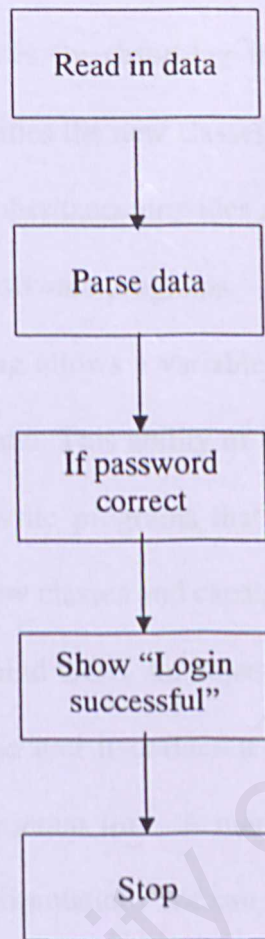 Read in data
Parse data
If password
correct
Show “Login
successful”
Stop